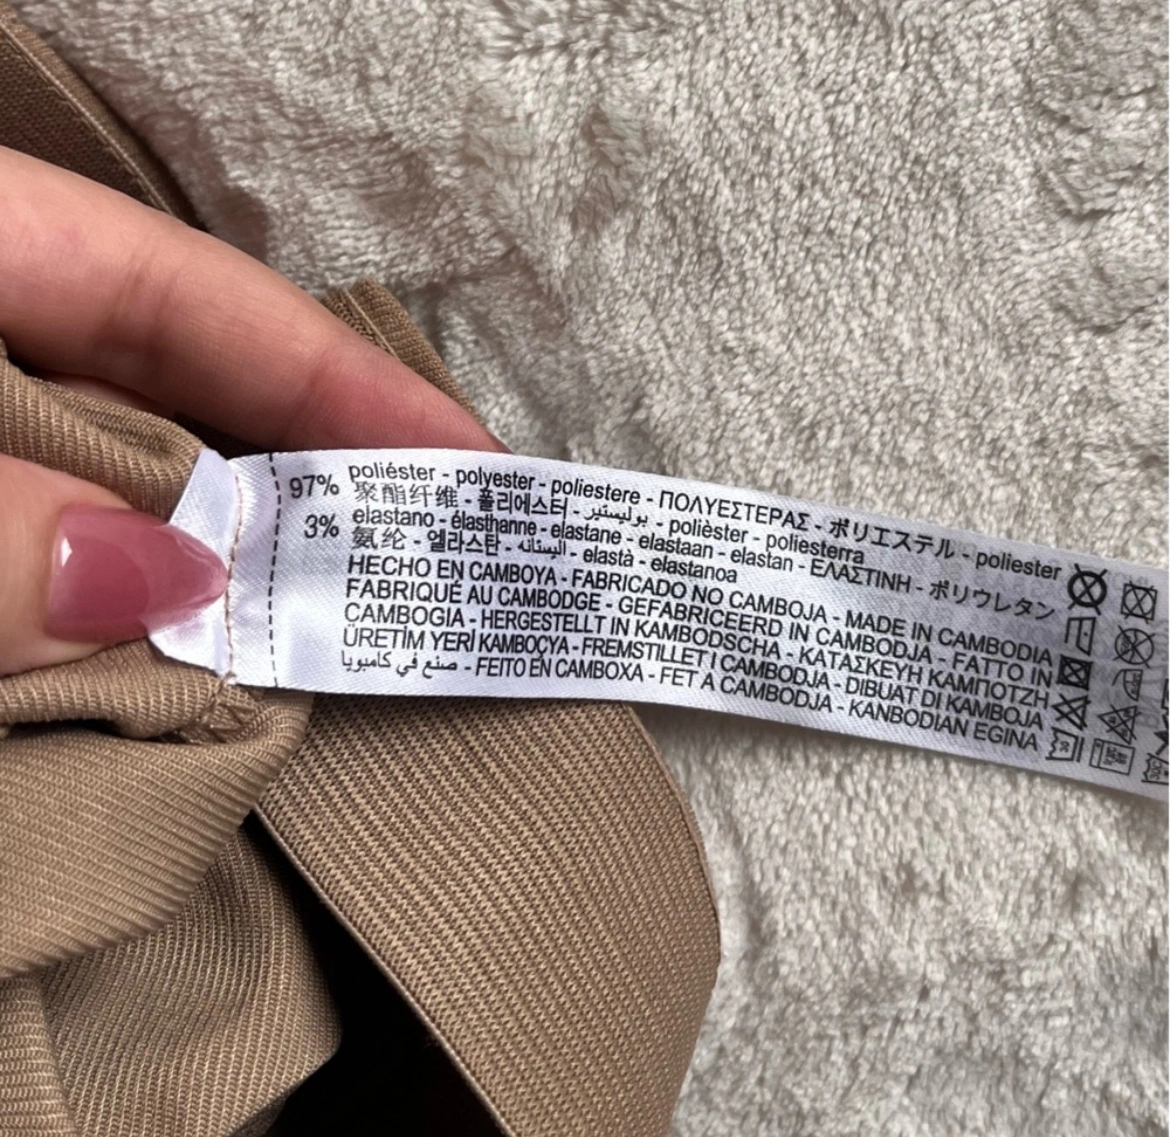 97% poliéster - polyester - poliestere - ΠΟΛΥΕΣΤΕΡΑΣ - ポリエステル - poliester
聚酯纤维 - 폴리에스터 - بوليستير - polièster - poliesterra
3% elastano - élasthanne - elastane - elastaan - elastan - ΕΛΑΣΤΙΝΗ - ポリウレタン
氨纶 - 엘라스탄 - البستانه - elastà - elastanoa
HECHO EN CAMBOYA - FABRICADO NO CAMBOJA - MADE IN CAMBODIA
FABRIQUÉ AU CAMBODGE - GEFABRICEERD IN CAMBODJA - FATTO IN
CAMBOGIA - HERGESTELLT IN KAMBODSCHA - ΚΑΤΑΣΚΕΥΗ ΚΑΜΠΟΤΖΗ
ÜRETİM YERİ KAMBOÇYA - FREMSTILLET I CAMBODJA - DIBUAT DI KAMBOJA
صنع في كامبويا - FEITO EN CAMBOXA - FET A CAMBODJA - KANBODIAN EGINA